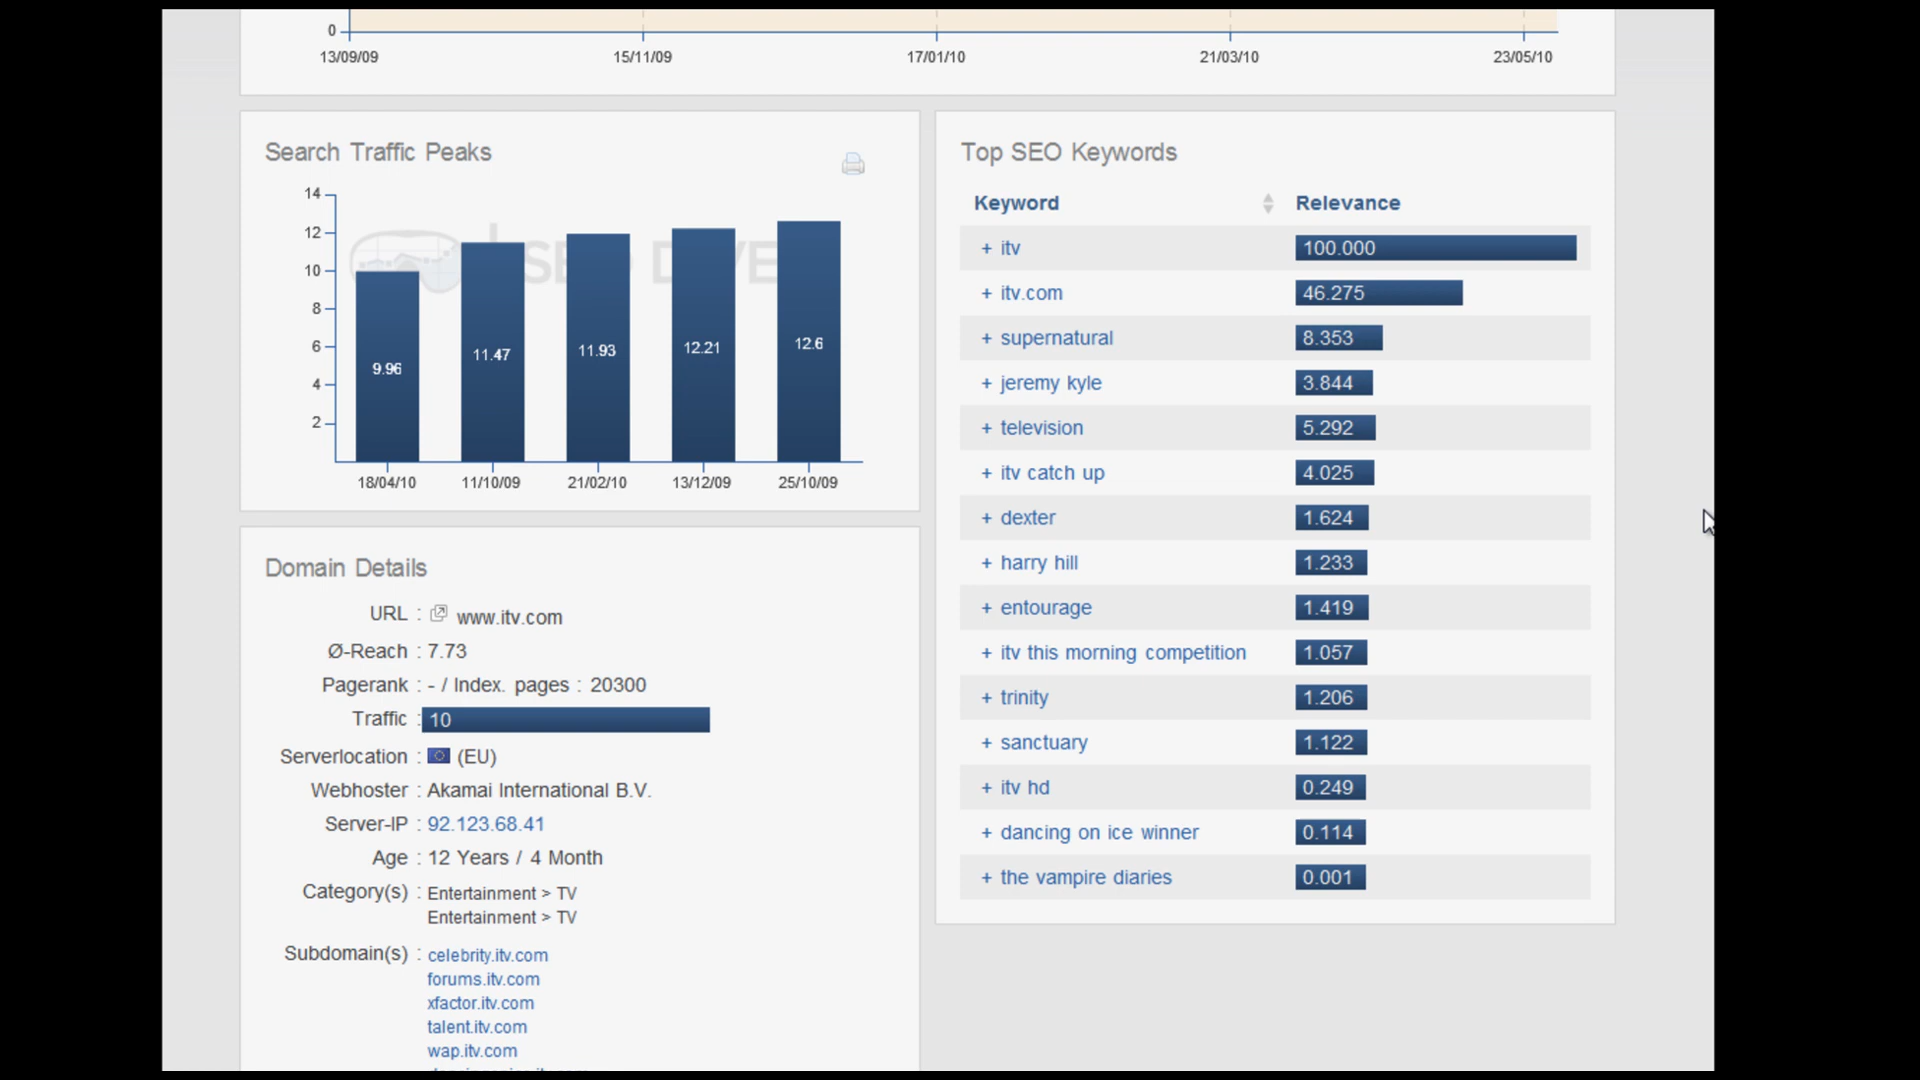 0
13/09/09 15/11/09 17/01/10 21/03/10 23/05/10
Search Traffic Peaks
14
12
10
8
6
4
2
9.96 11.47 11.93 12.21 12.6
18/04/10 11/10/09 21/02/10 13/12/09 25/10/09
Domain Details
URL : www.itv.com
Ø-Reach : 7.73
Pagerank : - / Index. pages : 20300
Traffic : 10
Serverlocation : (EU)
Webhoster : Akamai International B.V.
Server-IP : 92.123.68.41
Age : 12 Years / 4 Month
Category(s) : Entertainment > TV
Entertainment > TV
Subdomain(s) : celebrity.itv.com
forums.itv.com
xfactor.itv.com
talent.itv.com
wap.itv.com
Top SEO Keywords
Keyword Relevance
+ itv 100.000
+ itv.com 46.275
+ supernatural 8.353
+ jeremy kyle 3.844
+ television 5.292
+ itv catch up 4.025
+ dexter 1.624
+ harry hill 1.233
+ entourage 1.419
+ itv this morning competition 1.057
+ trinity 1.206
+ sanctuary 1.122
+ itv hd 0.249
+ dancing on ice winner 0.114
+ the vampire diaries 0.001